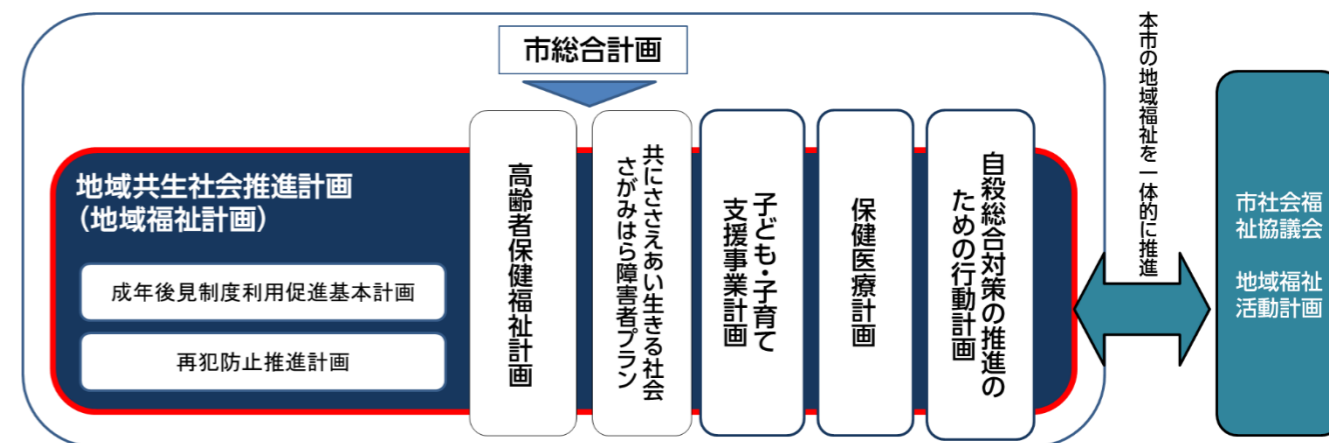 市総合計画
地域共生社会推進計画
(地域福祉計画)
成年後見制度利用促進基本計画
再犯防止推進計画
高齢者保健福祉計画
共にささえあい生きる社会
さがみはら障害者プラン
子ども・子育て
支援事業計画
保健医療計画
自殺総合対策の推進の
ための行動計画
本市の地域福祉を一体的に推進
市社会福
祉協議会
地域福祉
活動計画